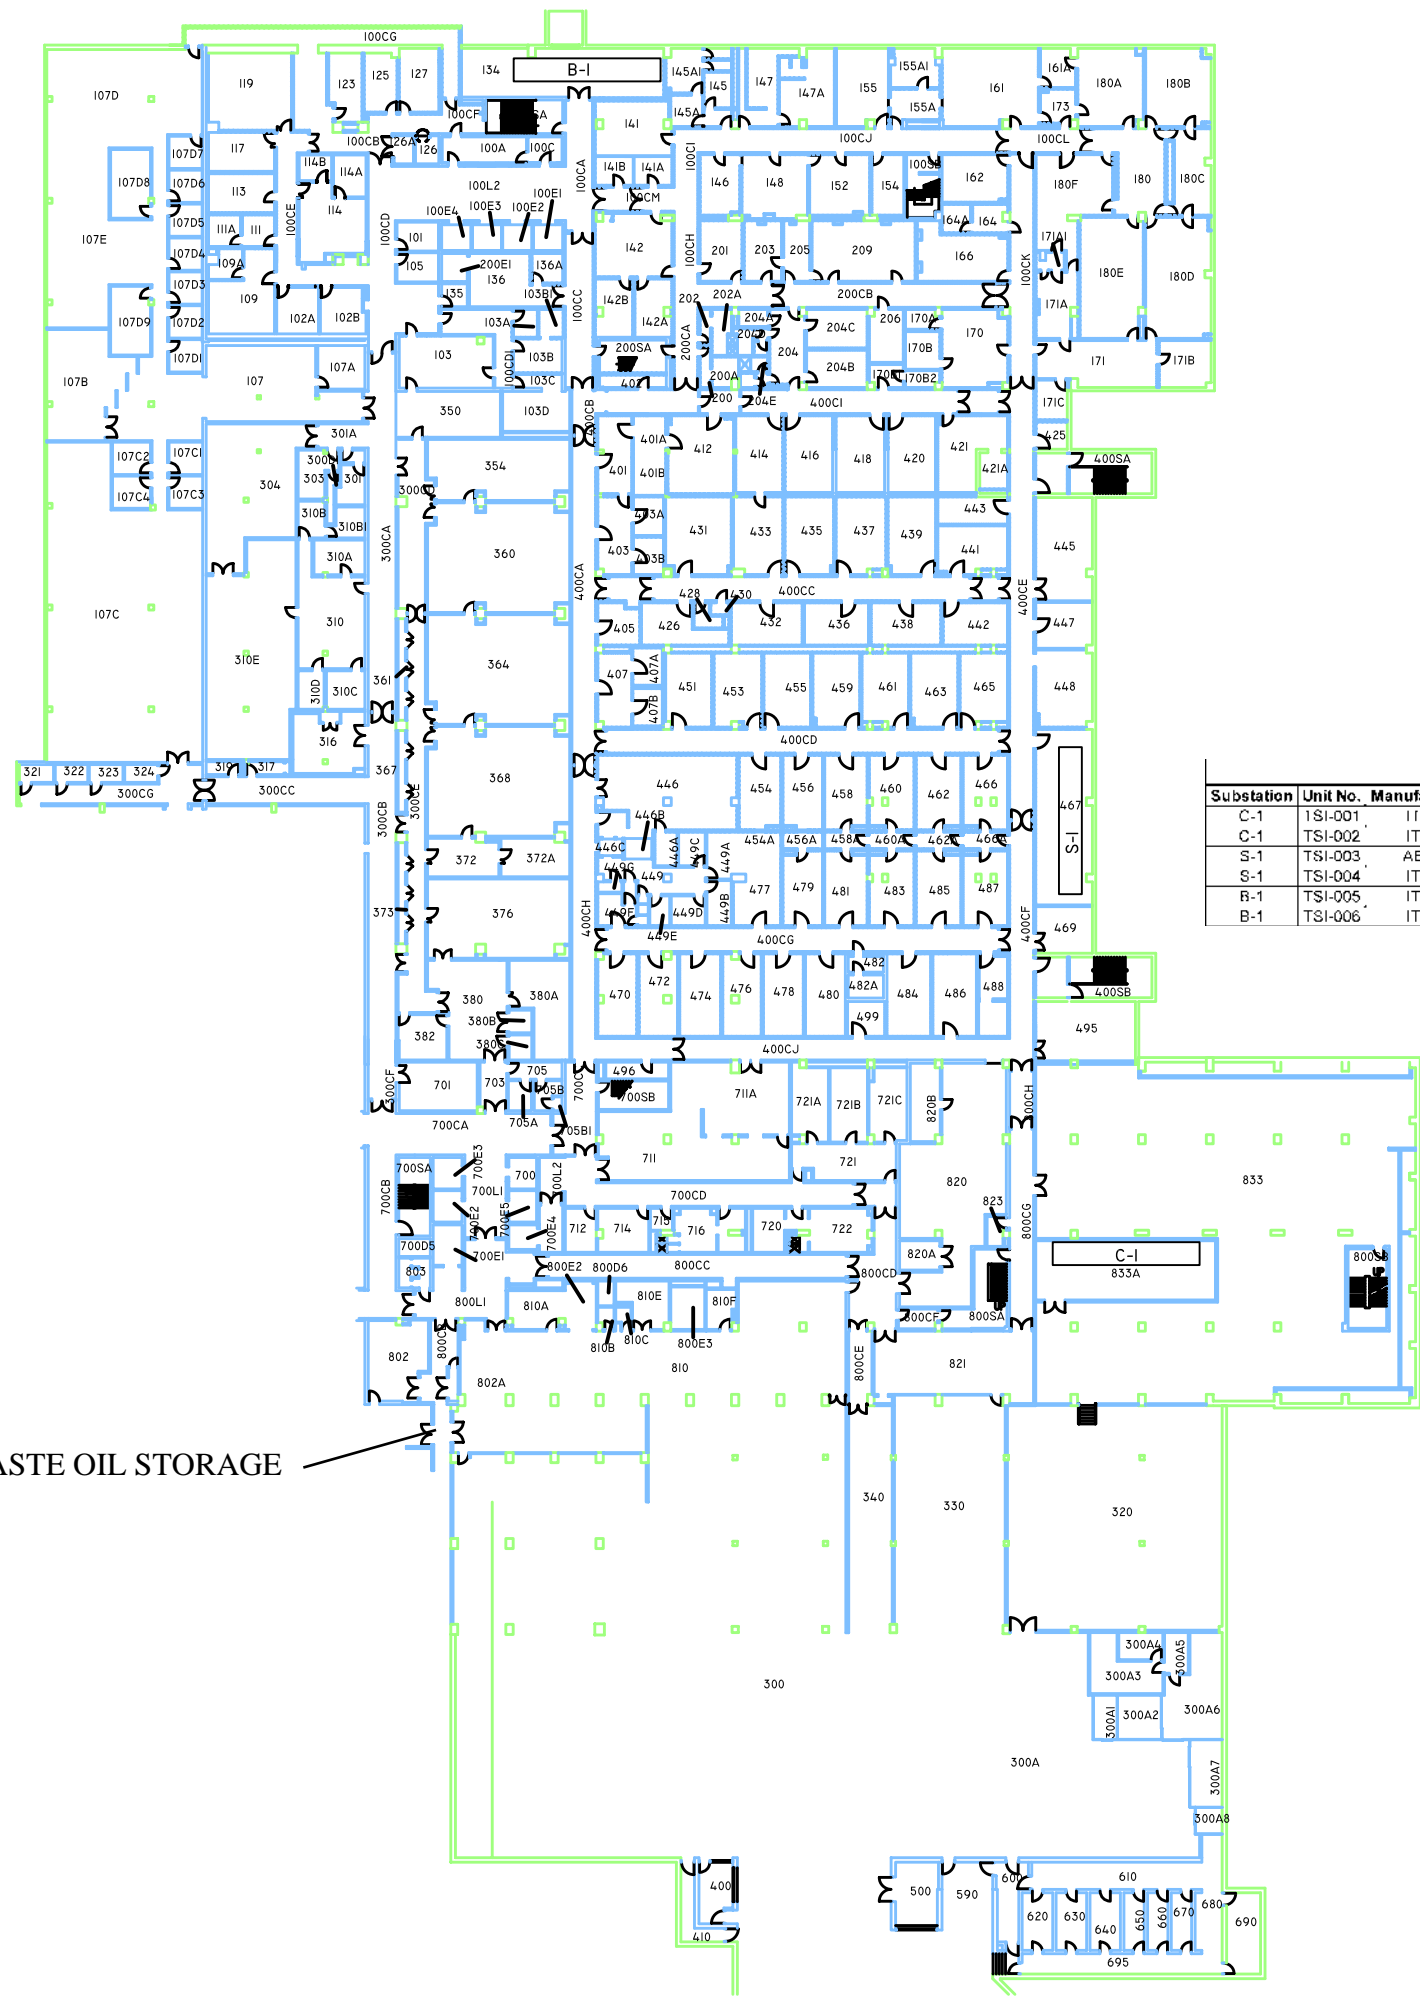 100CG
119
123
125
127
134
B-1
145A1
145
147
147A
155
155A1
161
161A
180A
180B
107D
100CF
145A
155A
173
117
100CB
126A
126
100A
100C
141
100CI
100CJ
100CL
107D7
107D8
107D6
113
114B
114A
100L2
100CA
141B
141A
146
148
152
154
100SB
162
180F
180
180C
100E1
100CM
107E
107D5
111A
111
100CE
114
100CD
100E4
100E3
100E2
101
142
100CH
201
203
205
209
164A
164
166
171A1
107D4
109A
105
200E1
136
136A
100CC
100CK
180E
180D
107D3
109
102A
102B
135
103B1
142B
202
202A
200CB
107D9
107D2
103A
142A
204A
204C
206
170A
170
171A
107D1
103
100CD1
103B
200SA
200CA
204D
204
204B
170B
171
171B
107B
107
107A
103C
402
200A
170B2
350
103D
400CB
200
204E
400CI
171C
301A
401A
412
414
416
418
420
421
425
107C2
107C1
354
401
401B
421A
400SA
304
303
301
107C4
107C3
310B
310B1
403A
443
300CA
360
400CA
403
431
433
435
437
439
441
445
310A
403B
107C
428
430
400CC
400CE
310
405
426
432
436
438
442
447
310E
361
364
407
407A
451
453
455
459
461
463
465
448
310D
310C
407B
316
400CD
321
322
323
324
319
317
367
368
446
454
456
458
460
462
466
467
S-1
300CG
300CC
300CB
300CE
446B
Substation Unit No. Manuf
C-1 TSI-001 IT
C-1 TSI-002 IT
S-1 TSI-003 AB
S-1 TSI-004 IT
B-1 TSI-005 IT
B-1 TSI-006 IT
372
372A
446C
446A
449C
449A
454A
456A
458A
460A
462A
466A
449G
449
477
479
481
483
485
487
373
376
400CH
449F
449D
449B
449E
400CG
400CF
469
470
472
474
476
478
480
482
482A
484
486
488
400SB
380
380A
380B
382
380C
499
495
400CJ
300CF
701
703
705
705B
496
700SB
711A
721A
721B
721C
820B
705A
705B1
700CA
700E3
711
721
820
833
700SA
700CB
700L1
700
700L2
700CD
700E2
700E5
700E4
712
714
715
716
720
722
823
800CG
700D5
700E1
800E2
800D6
800CC
800CD
820A
C-1
833A
800SB
UP
803
800L1
810A
810E
810F
800CF
800SA
802
810B
810C
800E3
810
800CE
821
802A
ASTE OIL STORAGE
340
330
320
300
300A4
300A5
300A3
300A1
300A2
300A6
300A
300A7
300A8
400
500
590
600
610
620
630
640
650
660
670
680
690
410
695